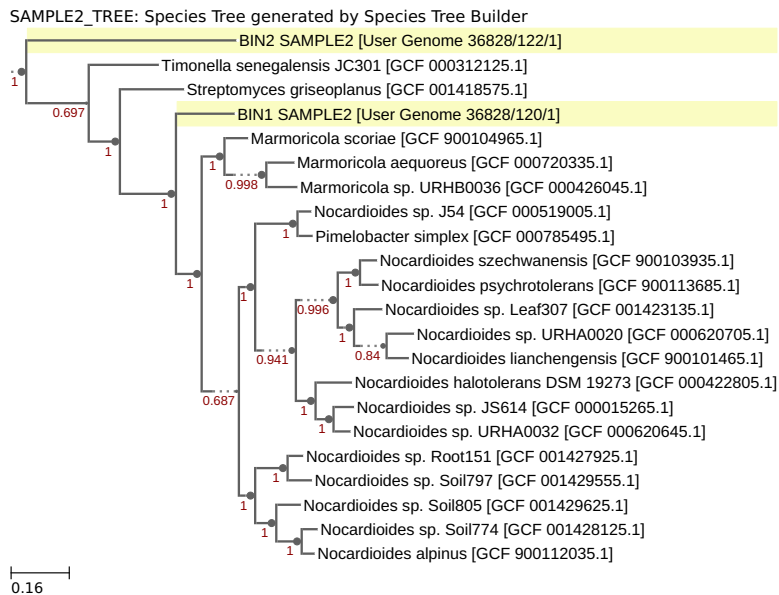 SAMPLE2_TREE: Species Tree generated by Species Tree Builder
BIN2 SAMPLE2 [User Genome 36828/122/1]
1
Timonella senegalensis JC301 [GCF 000312125.1]
Streptomyces griseoplanus [GCF 001418575.1]
0.697
BIN1 SAMPLE2 [User Genome 36828/120/1]
Marmoricola scoriae [GCF 900104965.1]
1
1
Marmoricola aequoreus [GCF 000720335.1]
0.998
Marmoricola sp. URHB0036 [GCF 000426045.1]
1
Nocardioides sp. J54 [GCF 000519005.1]
1
Pimelobacter simplex [GCF 000785495.1]
Nocardioides szechwanensis [GCF 900103935.1]
1
1
1
Nocardioides psychrotolerans [GCF 900113685.1]
0.996
Nocardioides sp. Leaf307 [GCF 001423135.1]
1
Nocardioides sp. URHA0020 [GCF 000620705.1]
0.941
0.84
Nocardioides lianchengensis [GCF 900101465.1]
Nocardioides halotolerans DSM 19273 [GCF 000422805.1]
0.687
1
Nocardioides sp. JS614 [GCF 000015265.1]
1
Nocardioides sp. URHA0032 [GCF 000620645.1]
Nocardioides sp. Root151 [GCF 001427925.1]
1
Nocardioides sp. Soil797 [GCF 001429555.1]
1
Nocardioides sp. Soil805 [GCF 001429625.1]
1
Nocardioides sp. Soil774 [GCF 001428125.1]
1
Nocardioides alpinus [GCF 900112035.1]
0.16